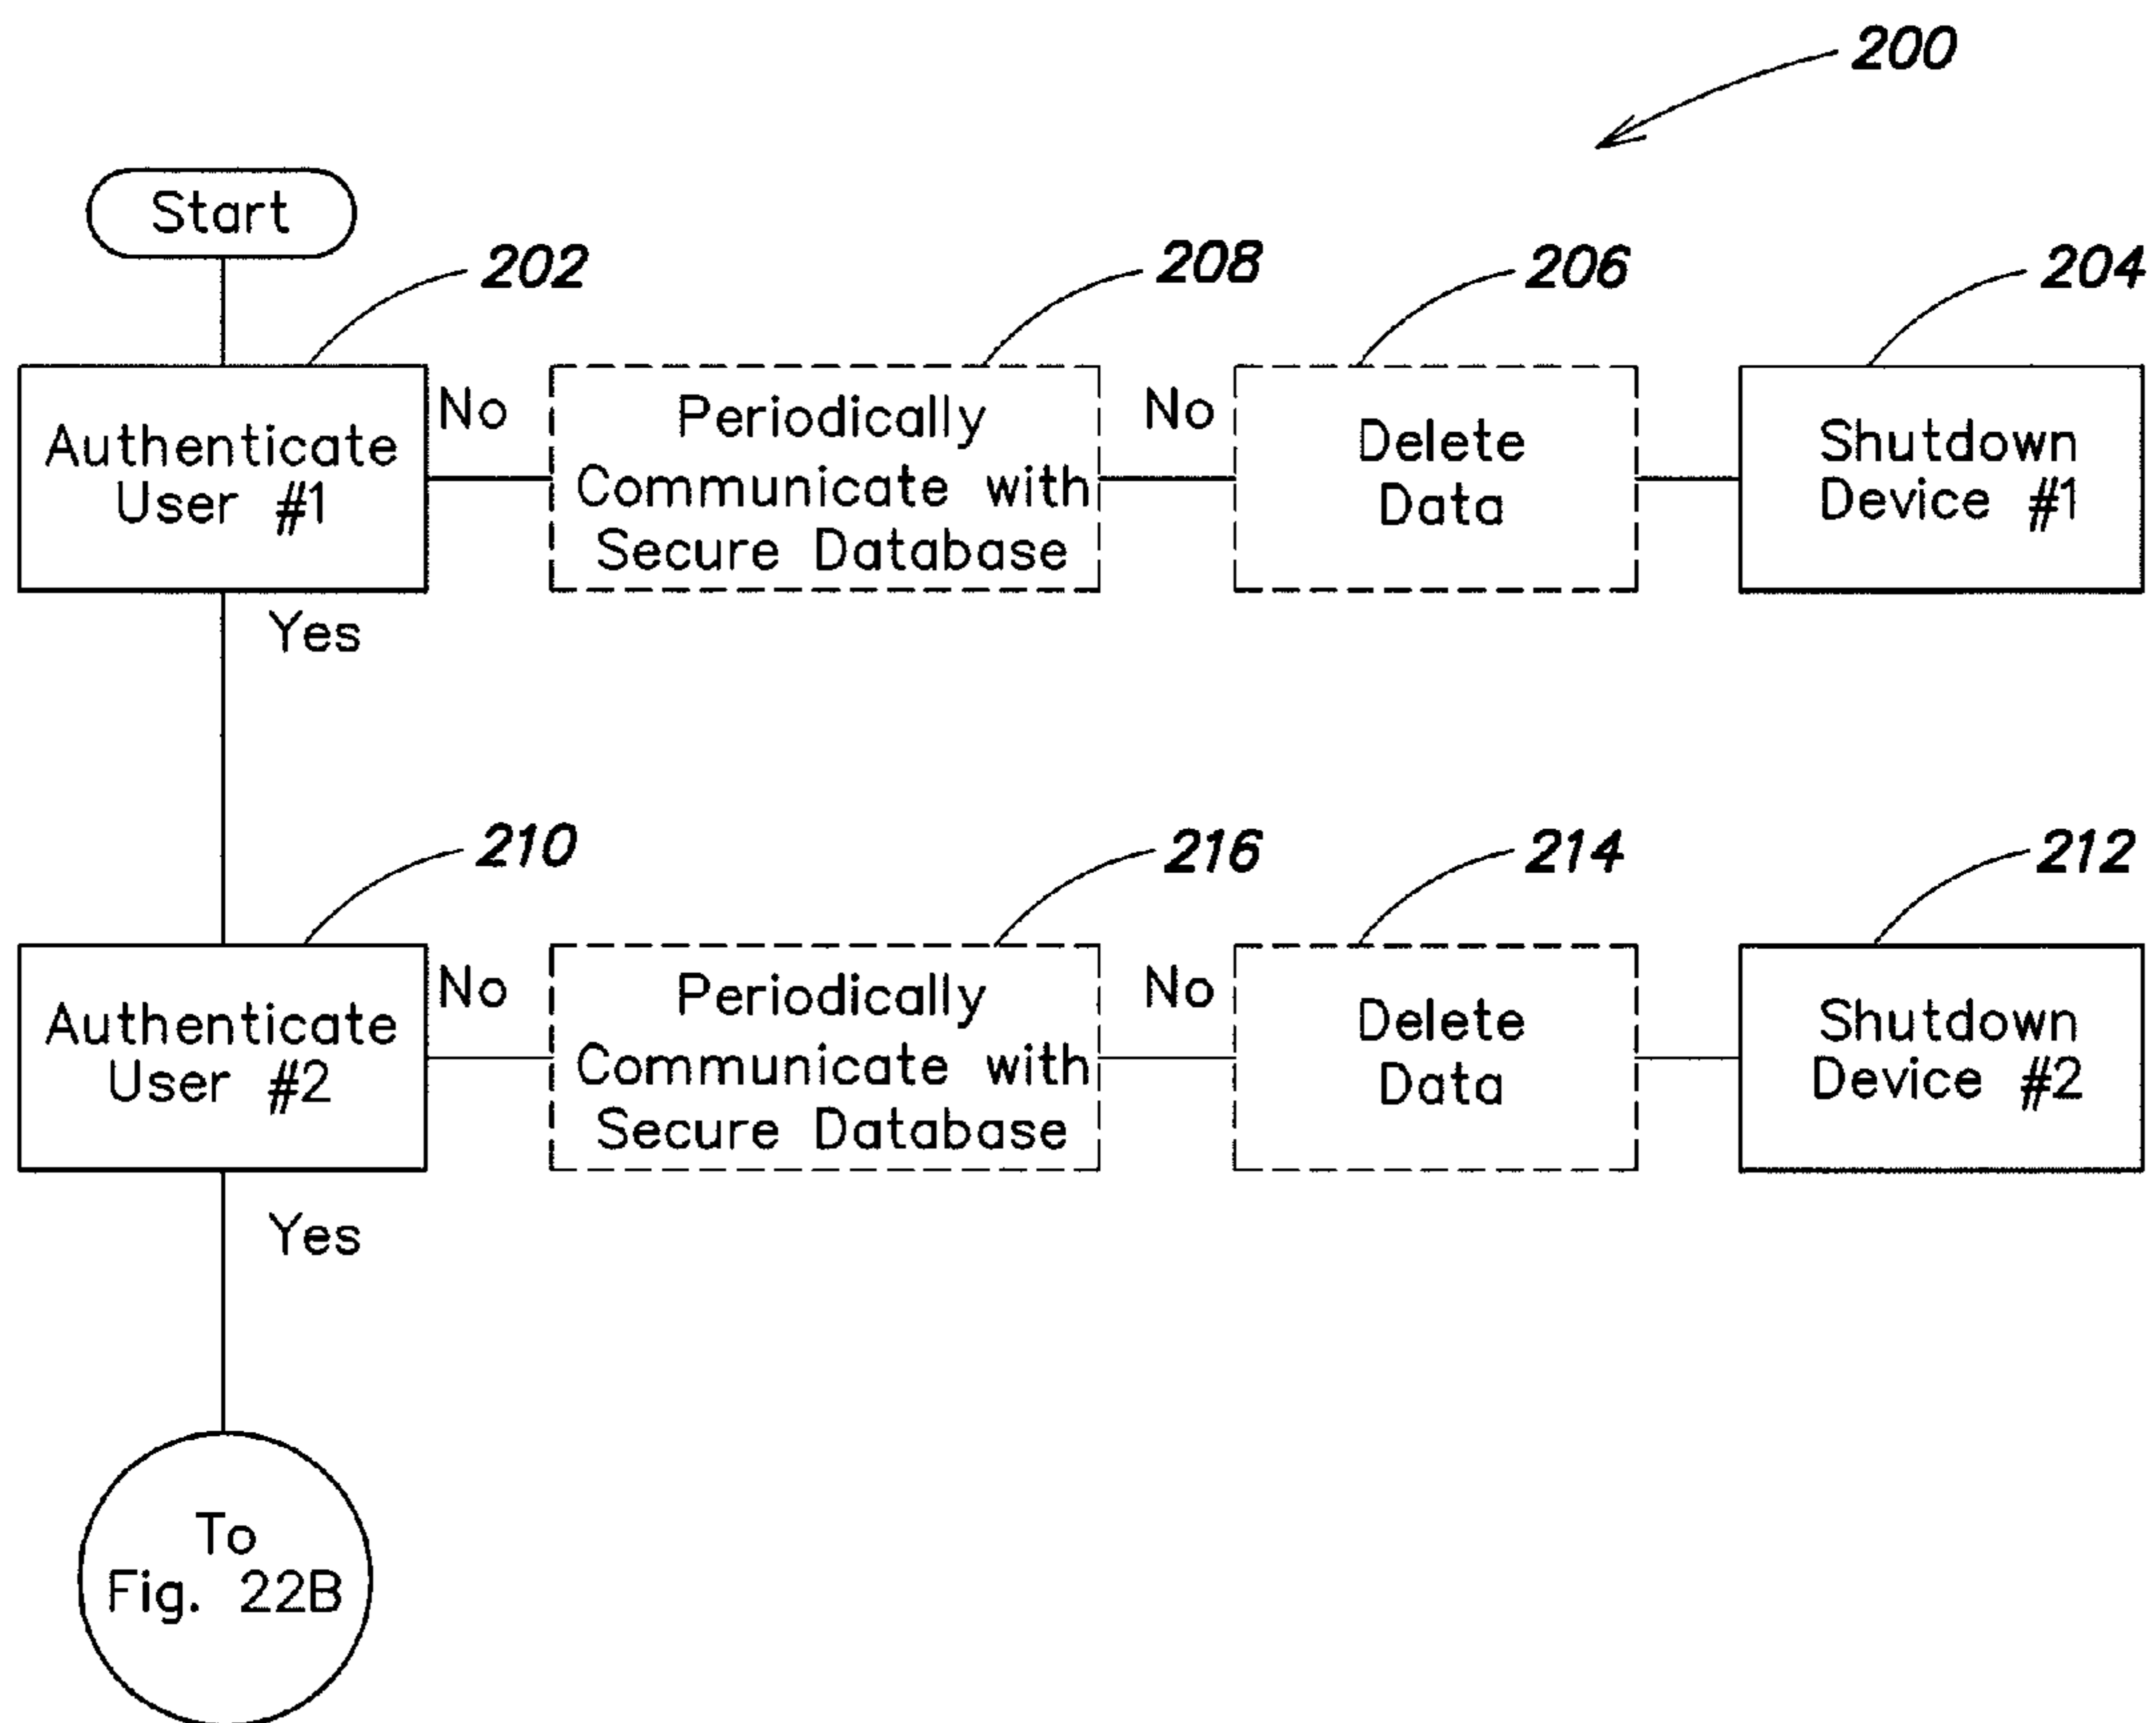 200
Start
202
208
206
204
Authenticate
User #1
No
Periodically
Communicate with
Secure Database
No
Delete
Data
Shutdown
Device #1
Yes
210
216
214
212
Authenticate
User #2
No
Periodically
Communicate with
Secure Database
No
Delete
Data
Shutdown
Device #2
Yes
To
Fig. 22B